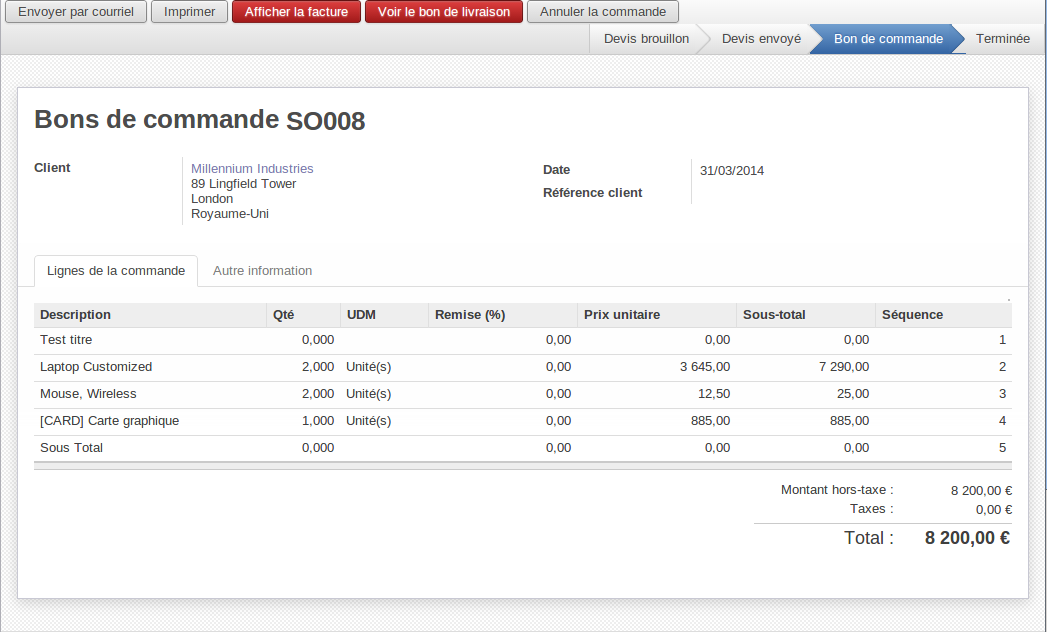 Envoyer par courriel Imprimer Afficher la facture Voir le bon de livraison Annuler la commande
Devis brouillon Devis envoyé Bon de commande Terminée
Bons de commande SO008
Client Millennium Industries Date 31/03/2014
89 Lingfield Tower Référence client
London
Royaume-Uni
Lignes de la commande Autre information
Description Qté UDM Remise (%) Prix unitaire Sous-total Séquence
Test titre 0,000 0,00 0,00 0,00 1
Laptop Customized 2,000 Unité(s) 0,00 3 645,00 7 290,00 2
Mouse, Wireless 2,000 Unité(s) 0,00 12,50 25,00 3
[CARD] Carte graphique 1,000 Unité(s) 0,00 885,00 885,00 4
Sous Total 0,000 0,00 0,00 0,00 5
Montant hors-taxe : 8 200,00 €
Taxes : 0,00 €
Total : 8 200,00 €